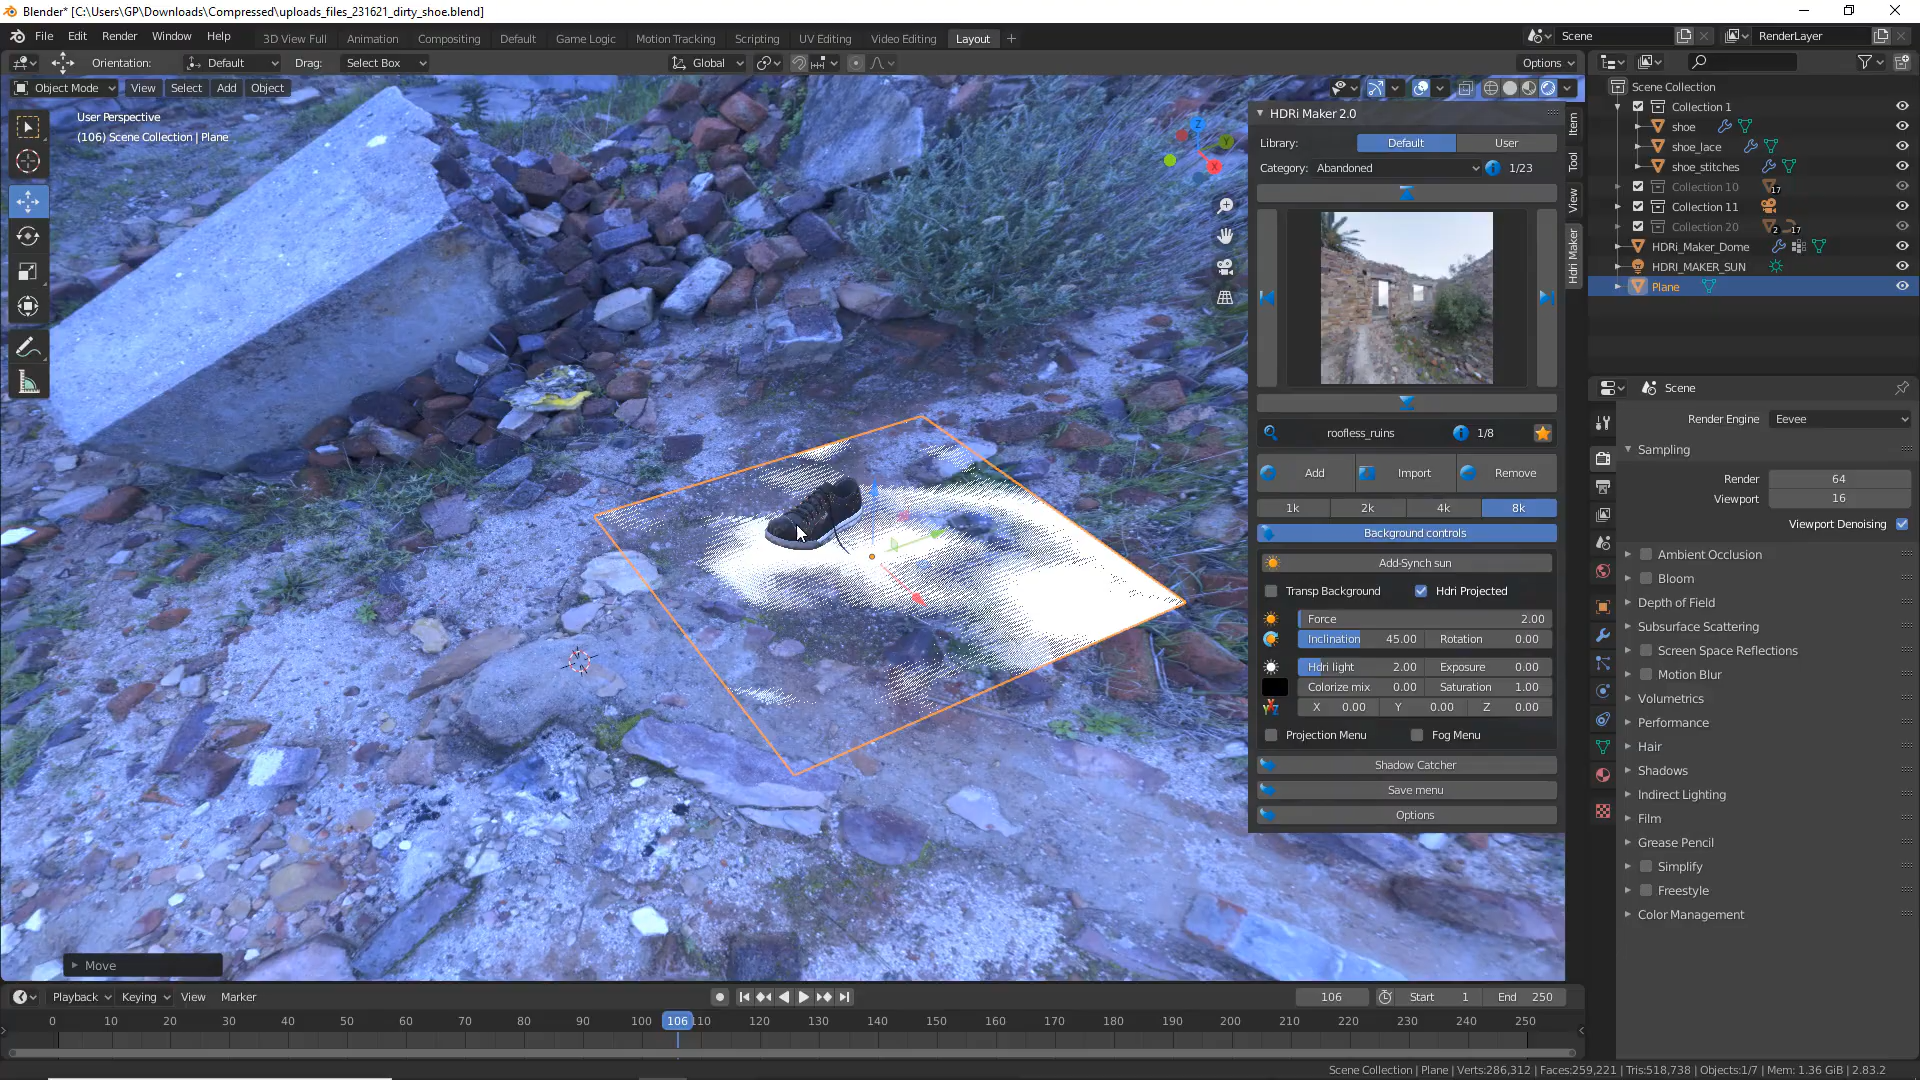 Blender* [C:\Users\GP\Downloads\Compressed\uploads_files_231621_dirty_shoe.blend]
File Edit Render Window Help 3D View Full Animation Compositing Default Game Logic Motion Tracking Scripting UV Editing Video Editing Layout Scene RenderLayer
Orientation: Default Drag: Select Box Global Options
Object Mode View Select Add Object
User Perspective
(106) Scene Collection | Plane
Z
Y
X
HDRi Maker 2.0
Library: Default User
Category: Abandoned 1/23
roofless_ruins 1/8
Add Import Remove
1k 2k 4k 8k
Background controls
Add-Synch sun
Transp Background Hdri Projected
Force 2.00
Inclination 45.00 Rotation 0.00
Hdri light 2.00 Exposure 0.00
Colorize mix 0.00 Saturation 1.00
X 0.00 Y 0.00 Z 0.00
Projection Menu Fog Menu
Shadow Catcher
Save menu
Options
Item
Tool
View
Hdri Maker
Scene Collection
Collection 1
shoe
shoe_lace
shoe_stitches
Collection 10 17
Collection 11
Collection 20 2 17
HDRi_Maker_Dome
HDRI_MAKER_SUN
Plane
Scene
Render Engine Eevee
Sampling
Render 64
Viewport 16
Viewport Denoising
Ambient Occlusion
Bloom
Depth of Field
Subsurface Scattering
Screen Space Reflections
Motion Blur
Volumetrics
Performance
Hair
Shadows
Indirect Lighting
Film
Grease Pencil
Simplify
Freestyle
Color Management
Move
Playback Keying View Marker 106 Start 1 End 250
0 10 20 30 40 50 60 70 80 90 100 106 110 120 130 140 150 160 170 180 190 200 210 220 230 240 250
Scene Collection | Plane | Verts:286,312 | Faces:259,221 | Tris:518,738 | Objects:1/7 | Mem: 1.36 GiB | 2.83.2